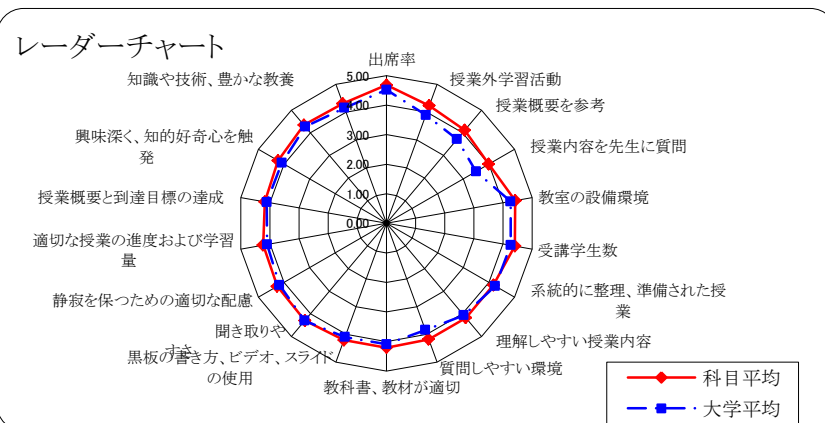 レーダーチャート
出席率
授業外学習活動
授業概要を参考
授業内容を先生に質問
教室の設備環境
受講学生数
系統的に整理、準備された授
業
理解しやすい授業内容
質問しやすい環境
教科書、教材が適切
黒板の書き方、ビデオ、スライド
の使用
聞き取りや
すさ
静寂を保つための適切な配慮
適切な授業の進度および学習
量
授業概要と到達目標の達成
興味深く、知的好奇心を触
発
知識や技術、豊かな教養
5.00
4.00
3.00
2.00
1.00
0.00
科目平均
大学平均